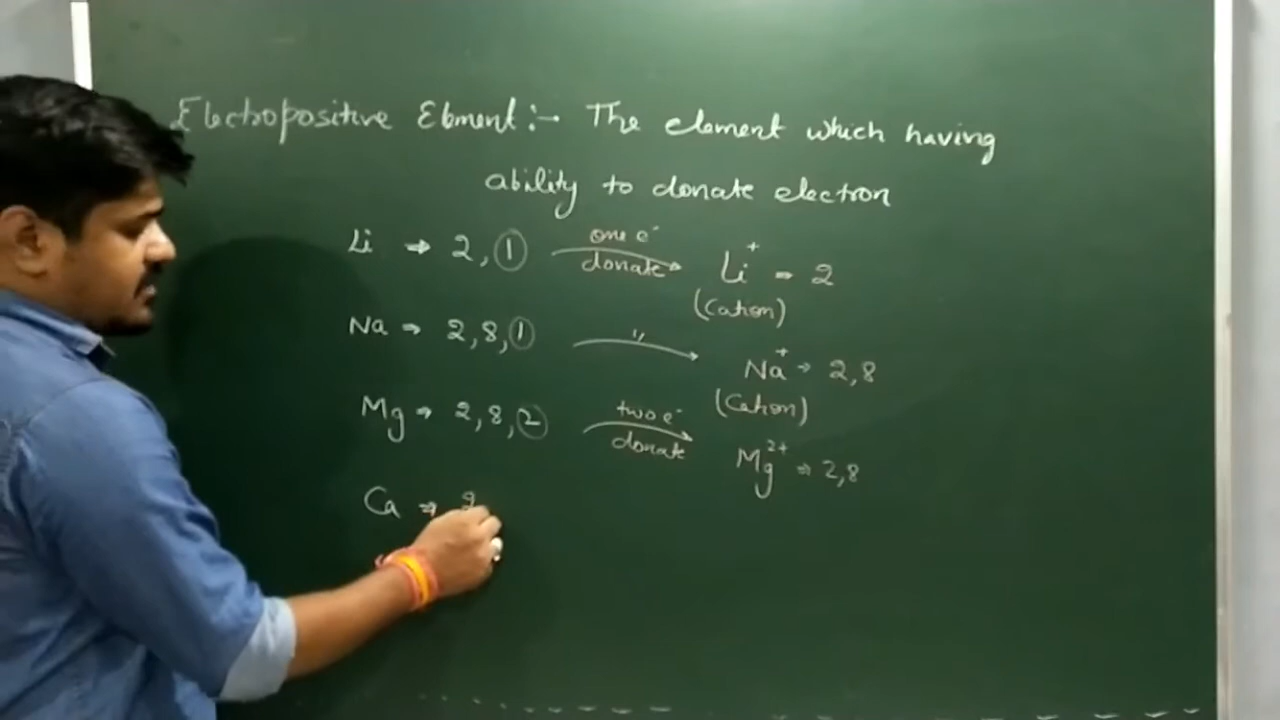 Electropositive Element :- The element which having
ability to donate electron
Li ⇒ 2, 1 one e⁻ donate → Li⁺ ⇒ 2
(Cation)
Na ⇒ 2, 8, 1 〃 → Na⁺ ⇒ 2, 8
(Cation)
Mg ⇒ 2, 8, 2 two e⁻ donate → Mg²⁺ ⇒ 2, 8
Ca ⇒ 2